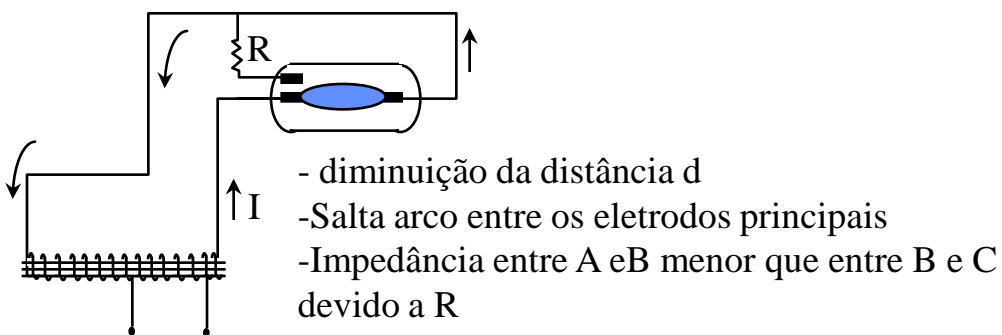 R
I
- diminuição da distância d
-Salta arco entre os eletrodos principais
-Impedância entre A eB menor que entre B e C
devido a R